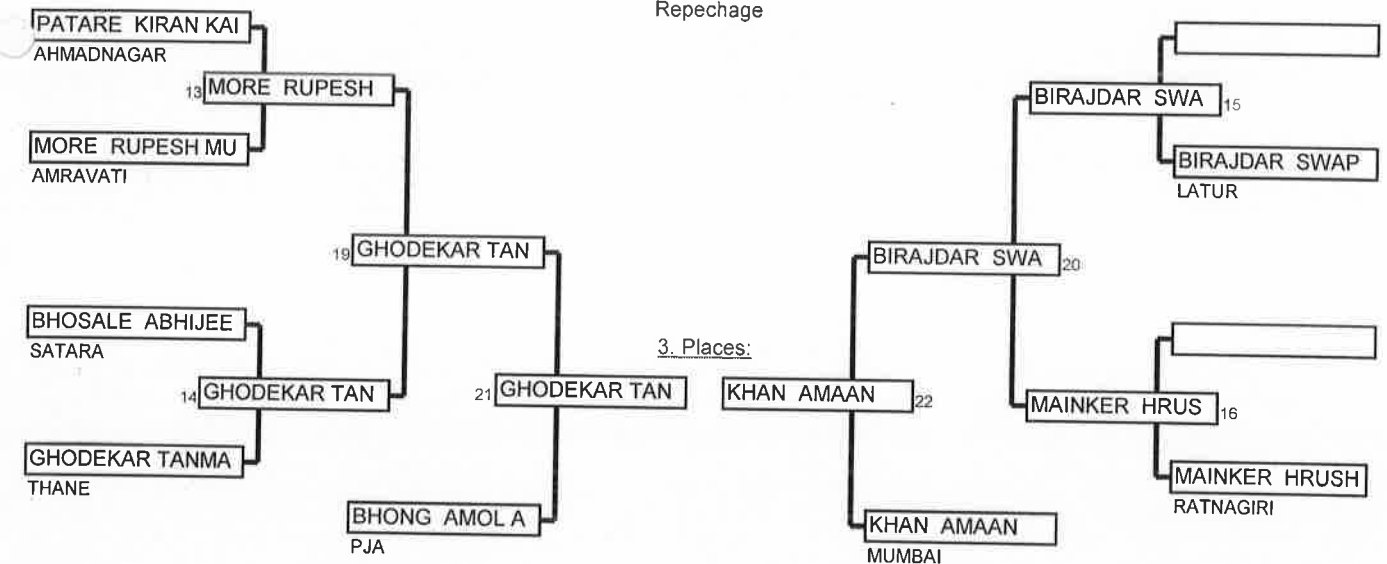 Repechage
PATARE KIRAN KAI
AHMADNAGAR
13 MORE RUPESH
MORE RUPESH MU
AMRAVATI
19 GHODEKAR TAN
BHOSALE ABHIJEE
SATARA
14 GHODEKAR TAN
GHODEKAR TANMA
THANE
3. Places:
21 GHODEKAR TAN
BHONG AMOL A
PJA
BIRAJDAR SWA 15
BIRAJDAR SWAP
LATUR
BIRAJDAR SWA 20
KHAN AMAAN 22
MAINKER HRUS 16
MAINKER HRUSH
RATNAGIRI
KHAN AMAAN
MUMBAI